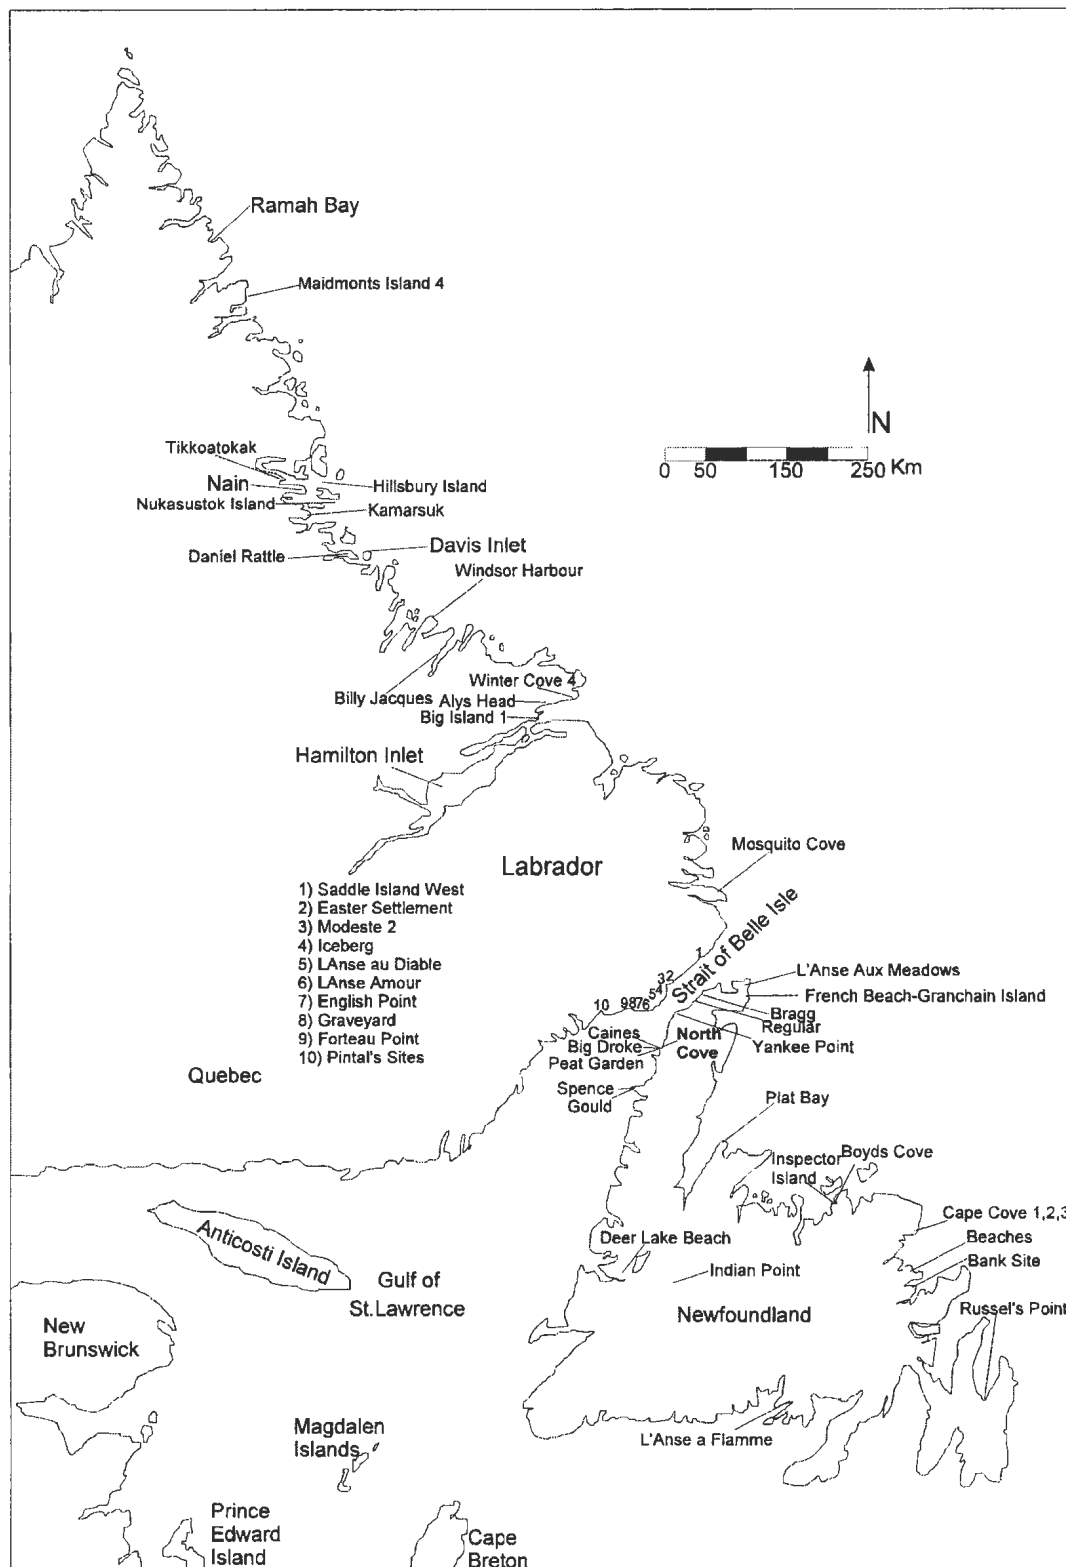 Ramah Bay
Maidmonts Island 4
N
0 50 150 250 Km
Tikkoatokak
Nain
Hillsbury Island
Nukasustok Island
Kamarsuk
Davis Inlet
Daniel Rattle
Windsor Harbour
Winter Cove 4
Billy Jacques
Alys Head
Big Island 1
Hamilton Inlet
Mosquito Cove
Labrador
1) Saddle Island West
2) Easter Settlement
3) Modeste 2
4) Iceberg
5) LAnse au Diable
6) LAnse Amour
7) English Point
8) Graveyard
9) Forteau Point
10) Pintal's Sites
Strait of Belle Isle
1
32
54
10 9876
L'Anse Aux Meadows
French Beach-Granchain Island
Bragg
Regular
Yankee Point
Caines
Big Droke
Peat Garden
North
Cove
Quebec
Spence
Gould
Plat Bay
Inspector
Island
Boyds Cove
Cape Cove 1,2,3
Beaches
Bank Site
Deer Lake Beach
Indian Point
Anticosti Island
Gulf of
St.Lawrence
Newfoundland
Russel's Point
New
Brunswick
Magdalen
Islands
L'Anse a Flamme
Prince
Edward
Island
Cape
Breton